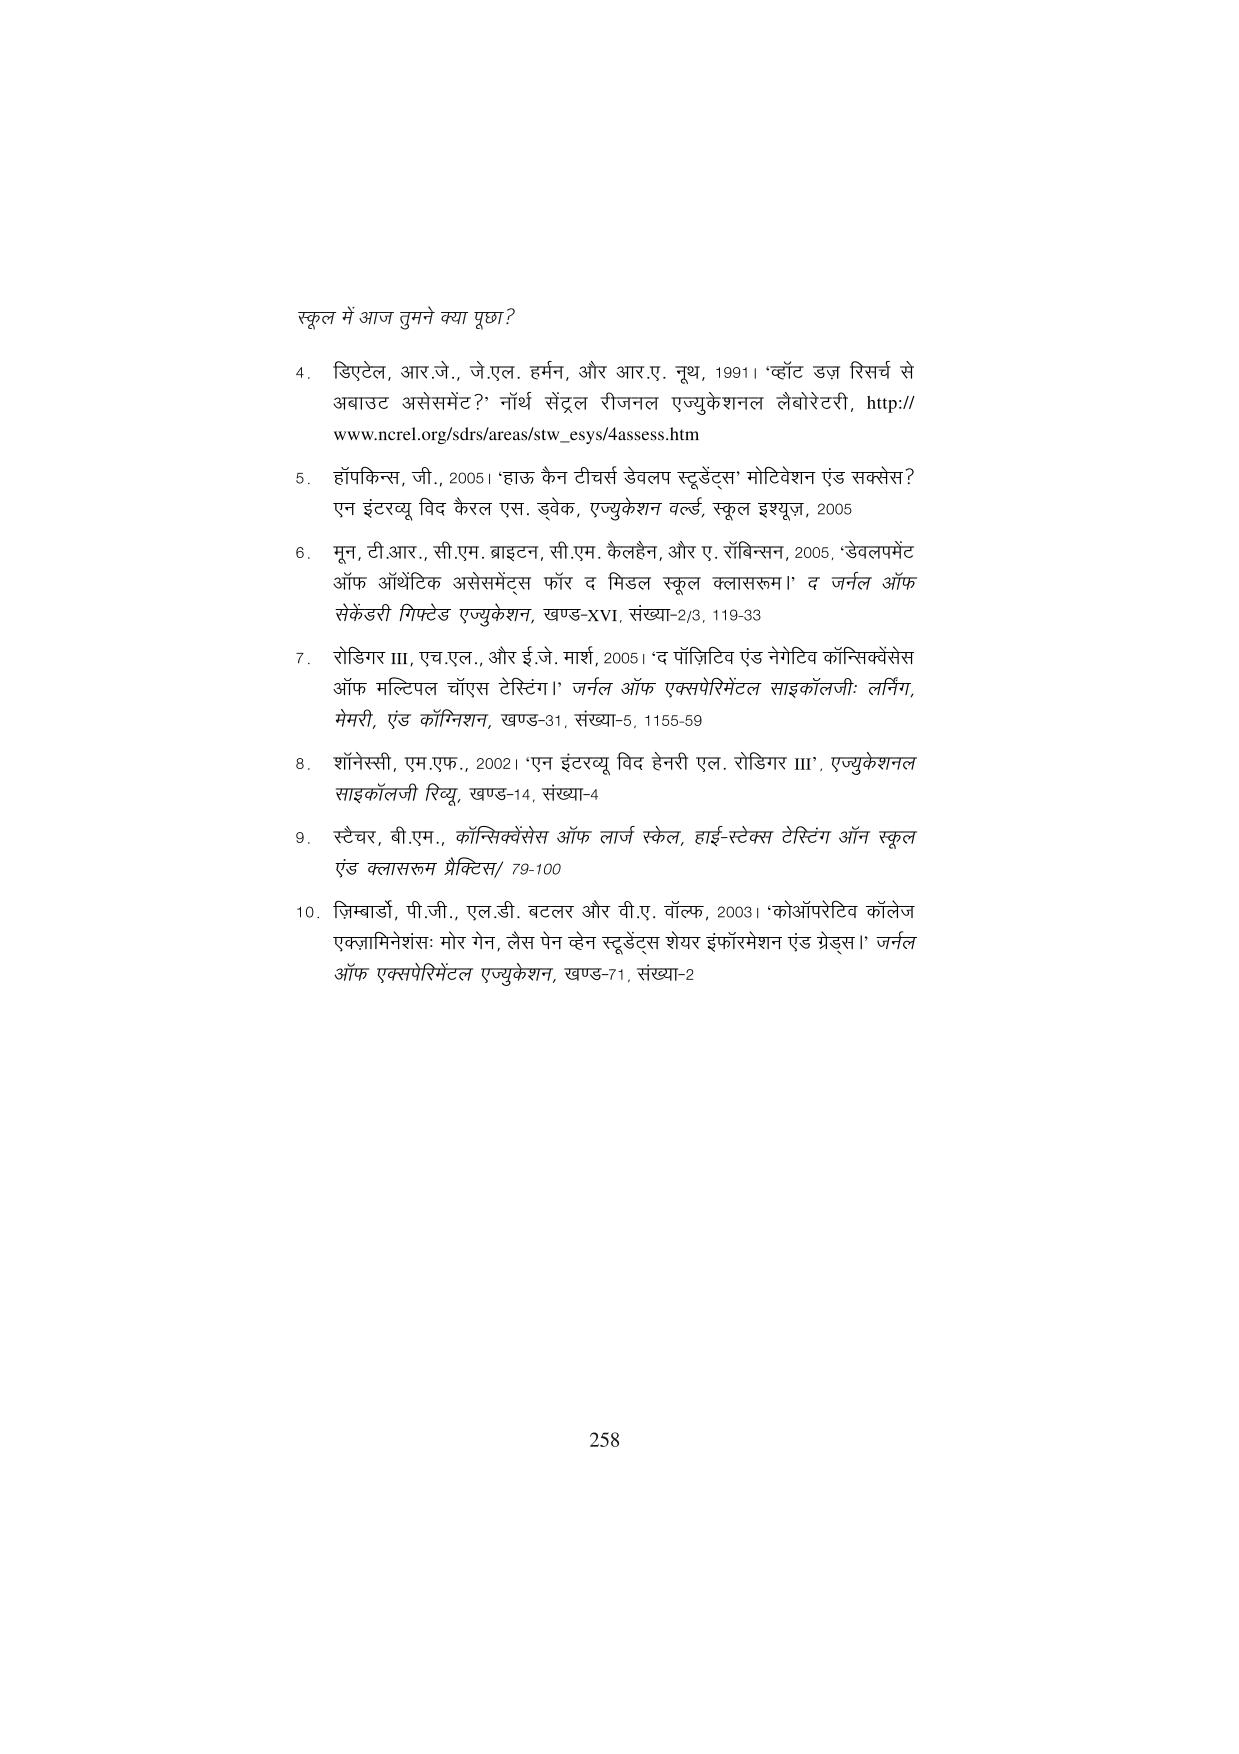 स्कूल में आज तुमने क्या पूछा?
4. डिएटेल, आर.जे., जे.एल. हर्मन, और आर.ए. नूथ, 1991। ‘व्हॉट डज़ रिसर्च से
अबाउट असेसमेंट?’ नॉर्थ सेंट्रल रीजनल एज्युकेशनल लैबोरेटरी, http://
www.ncrel.org/sdrs/areas/stw_esys/4assess.htm
5. हॉपकिन्स, जी., 2005। ‘हाऊ कैन टीचर्स डेवलप स्टूडेंट्स’ मोटिवेशन एंड सक्सेस?
एन इंटरव्यू विद कैरल एस. ड्वेक, एज्युकेशन वर्ल्ड, स्कूल इश्यूज़, 2005
6. मून, टी.आर., सी.एम. ब्राइटन, सी.एम. कैलहैन, और ए. रॉबिन्सन, 2005, ‘डेवलपमेंट
ऑफ ऑथेंटिक असेसमेंट्स फॉर द मिडल स्कूल क्लासरूम।’ द जर्नल ऑफ
सेकेंडरी गिफ्टेड एज्युकेशन, खण्ड-XVI, संख्या-2/3, 119-33
7. रोडिगर III, एच.एल., और ई.जे. मार्श, 2005। ‘द पॉज़िटिव एंड नेगेटिव कॉन्सिक्वेंसेस
ऑफ मल्टिपल चॉएस टेस्टिंग।’ जर्नल ऑफ एक्सपेरिमेंटल साइकॉलजीः लर्निंग,
मेमरी, एंड कॉग्निशन, खण्ड-31, संख्या-5, 1155-59
8. शॉनेस्सी, एम.एफ., 2002। ‘एन इंटरव्यू विद हेनरी एल. रोडिगर III’, एज्युकेशनल
साइकॉलजी रिव्यू, खण्ड-14, संख्या-4
9. स्टैचर, बी.एम., कॉन्सिक्वेंसेस ऑफ लार्ज स्केल, हाई-स्टेक्स टेस्टिंग ऑन स्कूल
एंड क्लासरूम प्रैक्टिस/ 79-100
10. ज़िम्बार्डो, पी.जी., एल.डी. बटलर और वी.ए. वॉल्फ, 2003। ‘कोऑपरेटिव कॉलेज
एक्ज़ामिनेशंसः मोर गेन, लैस पेन व्हेन स्टूडेंट्स शेयर इंफॉरमेशन एंड ग्रेड्स।’ जर्नल
ऑफ एक्सपेरिमेंटल एज्युकेशन, खण्ड-71, संख्या-2
258